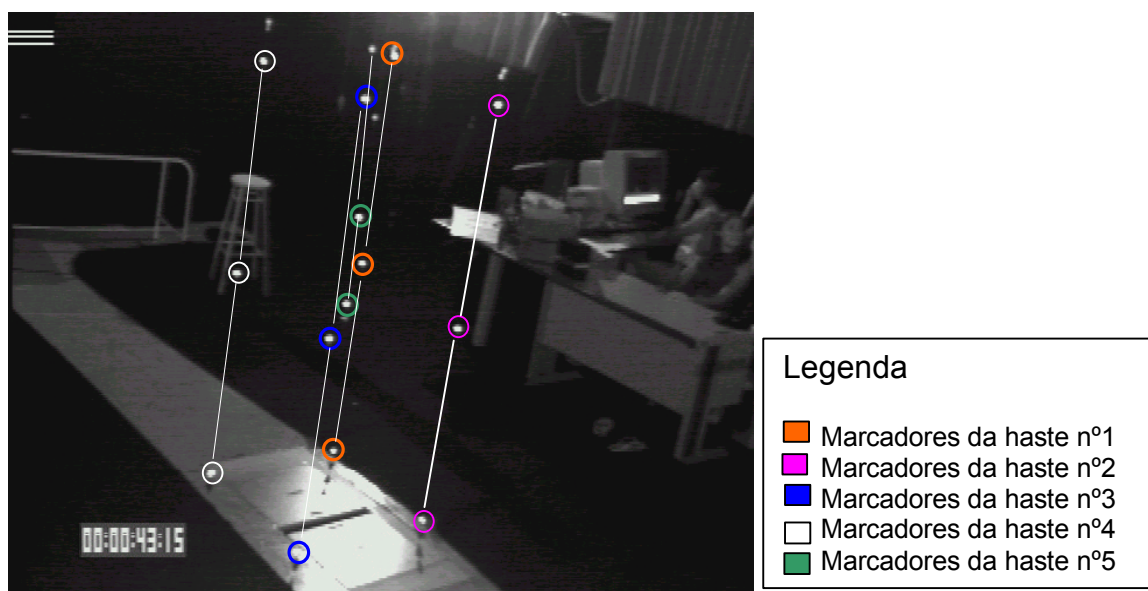 00:00:43:15
Legenda
Marcadores da haste nº1
Marcadores da haste nº2
Marcadores da haste nº3
Marcadores da haste nº4
Marcadores da haste nº5